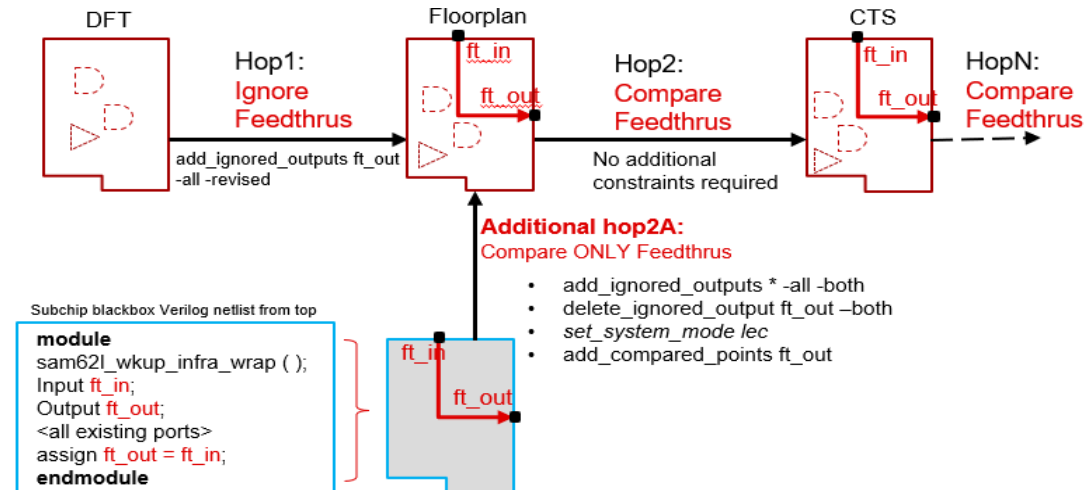 DFT
Floorplan
CTS
Hop1:
Ignore
Feedthrus
add_ignored_outputs ft_out
-all -revised
ft_in
ft_out
Hop2:
Compare
Feedthrus
No additional
constraints required
ft_in
ft_out
HopN:
Compare
Feedthrus
Additional hop2A:
Compare ONLY Feedthrus
• add_ignored_outputs * -all -both
• delete_ignored_output ft_out –both
• set_system_mode lec
• add_compared_points ft_out
Subchip blackbox Verilog netlist from top
module
sam62l_wkup_infra_wrap ( );
Input ft_in;
Output ft_out;
<all existing ports>
assign ft_out = ft_in;
endmodule
ft_in
ft_out